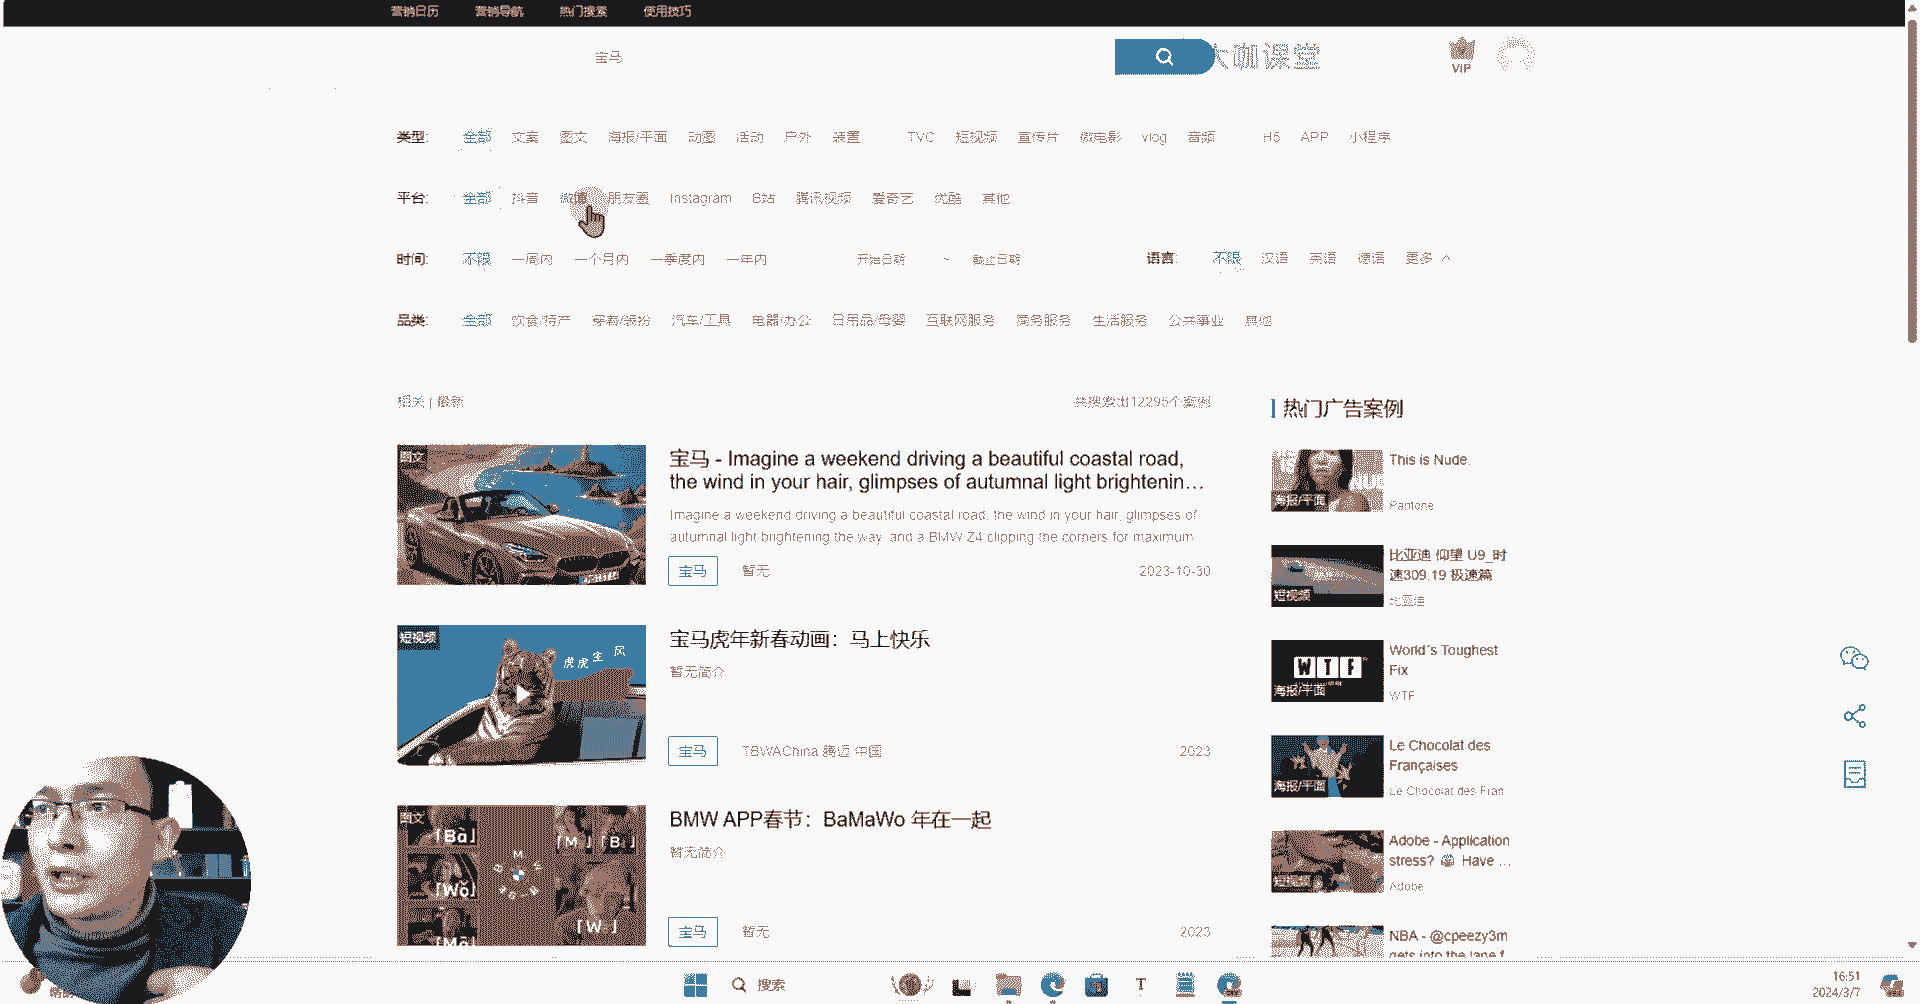 营销日历 营销导航 热门搜索 使用技巧
宝马
大咖课堂
VIP
类型: 全部 文案 图文 海报/平面 动图 活动 户外 装置 TVC 短视频 宣传片 微电影 vlog 音频 H5 APP 小程序
平台: 全部 抖音 微博 朋友圈 Instagram B站 腾讯视频 爱奇艺 优酷 其他
时间: 不限 一周内 一个月内 一季度内 一年内 开始日期 ~ 截止日期 语言: 不限 汉语 英语 德语 更多
品类: 全部 饮食/特产 穿着/装扮 汽车/工具 电器/办公 日用品/母婴 互联网服务 商务服务 生活服务 公共事业 其他
相关 | 最新 共搜索出12295个案例
图文
宝马 - Imagine a weekend driving a beautiful coastal road,
the wind in your hair, glimpses of autumnal light brightenin...
Imagine a weekend driving a beautiful coastal road, the wind in your hair, glimpses of
autumnal light brightening the way, and a BMW Z4 clipping the corners for maximum
宝马 暂无 2023-10-30
短视频
虎虎生风
宝马虎年新春动画：马上快乐
暂无简介
宝马 TBWAChina 腾迈 中国 2023
图文
「Bà」
「M」「B」
「Wǒ」
「W」
BMW APP春节：BaMaWo 年在一起
暂无简介
宝马 暂无 2023
热门广告案例
海报/平面
This is Nude.
Pantone
短视频
比亚迪 仰望 U9_时
速309.19 极速篇
比亚迪
WTF
海报/平面
World´s Toughest
Fix
WTF
海报/平面
Le Chocolat des
Françaises
Le Chocolat des Fran
短视频
Adobe - Application
stress? Have ...
Adobe
NBA - @cpeezy3m
gets into the lane f
搜索
T
16:51
2024/3/7